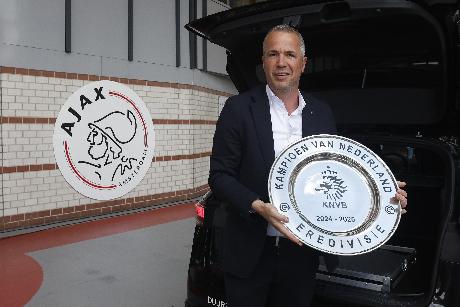 AJAX
AMSTERDAM
KAMPIOEN VAN NEDERLAND
KNVB
2024 - 2025
EREDIVISIE